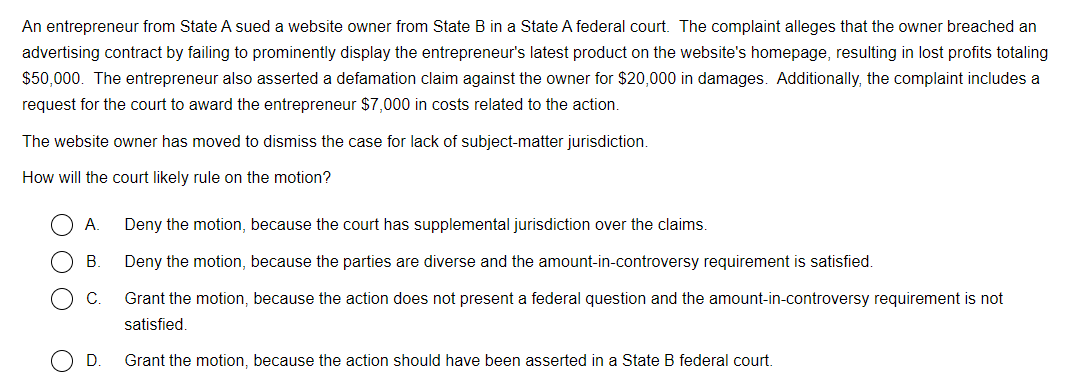 An entrepreneur from State A sued a website owner from State B in a State A federal court.  The complaint alleges that the owner breached an
advertising contract by failing to prominently display the entrepreneur's latest product on the website's homepage, resulting in lost profits totaling
$50,000.  The entrepreneur also asserted a defamation claim against the owner for $20,000 in damages.  Additionally, the complaint includes a
request for the court to award the entrepreneur $7,000 in costs related to the action.
The website owner has moved to dismiss the case for lack of subject-matter jurisdiction.
How will the court likely rule on the motion?
A. Deny the motion, because the court has supplemental jurisdiction over the claims.
B. Deny the motion, because the parties are diverse and the amount-in-controversy requirement is satisfied.
C. Grant the motion, because the action does not present a federal question and the amount-in-controversy requirement is not
satisfied.
D. Grant the motion, because the action should have been asserted in a State B federal court.